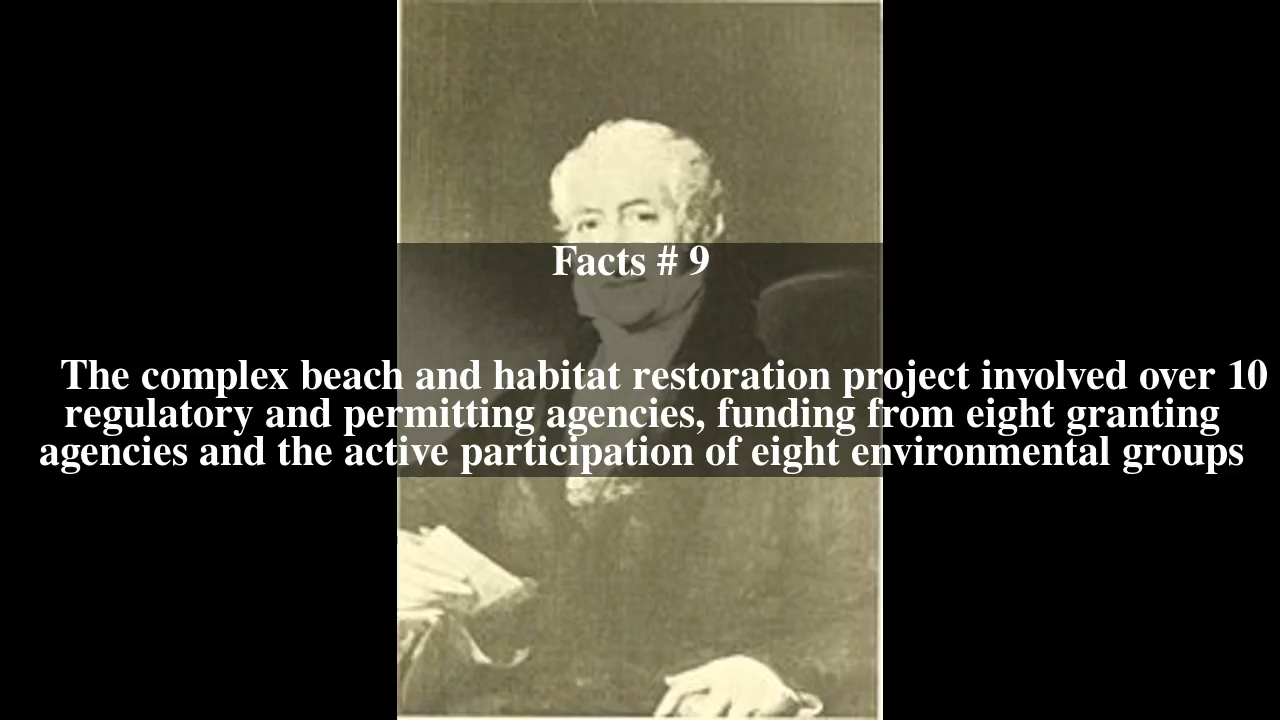 Facts # 9
The complex beach and habitat restoration project involved over 10
regulatory and permitting agencies, funding from eight granting
agencies and the active participation of eight environmental groups